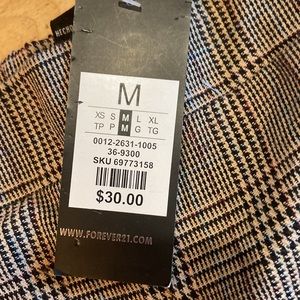 M
XS S M L XL
TP P M G TG
0012-2631-1005
36-9300
SKU 69773158
$30.00
WWW.FOREVER21.COM